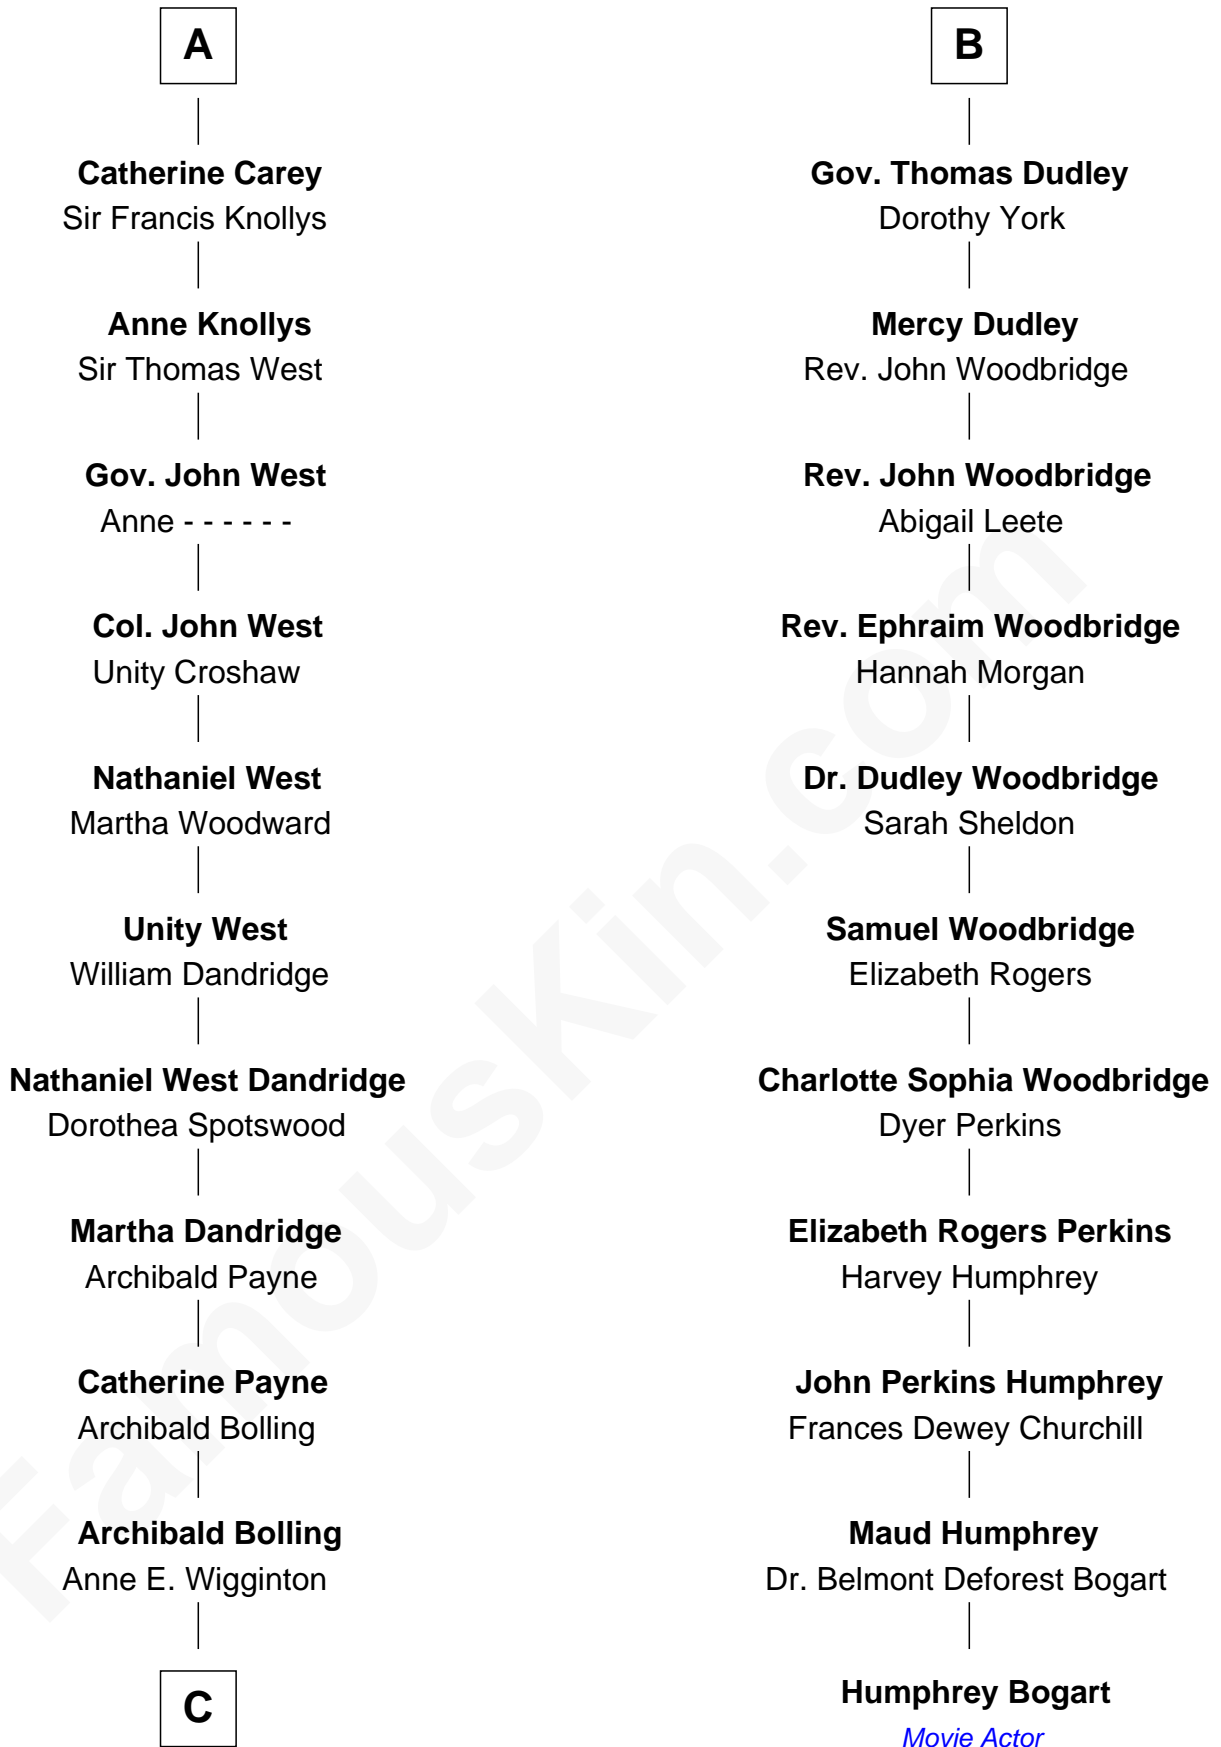 A
Catherine Carey
Sir Francis Knollys
Anne Knollys
Sir Thomas West
Gov. John West
Anne - - - - - -
Col. John West
Unity Croshaw
Nathaniel West
Martha Woodward
Unity West
William Dandridge
Nathaniel West Dandridge
Dorothea Spotswood
Martha Dandridge
Archibald Payne
Catherine Payne
Archibald Bolling
Archibald Bolling
Anne E. Wigginton
C
B
Gov. Thomas Dudley
Dorothy York
Mercy Dudley
Rev. John Woodbridge
Rev. John Woodbridge
Abigail Leete
Rev. Ephraim Woodbridge
Hannah Morgan
Dr. Dudley Woodbridge
Sarah Sheldon
Samuel Woodbridge
Elizabeth Rogers
Charlotte Sophia Woodbridge
Dyer Perkins
Elizabeth Rogers Perkins
Harvey Humphrey
John Perkins Humphrey
Frances Dewey Churchill
Maud Humphrey
Dr. Belmont Deforest Bogart
Humphrey Bogart
Movie Actor
FamousKin.com